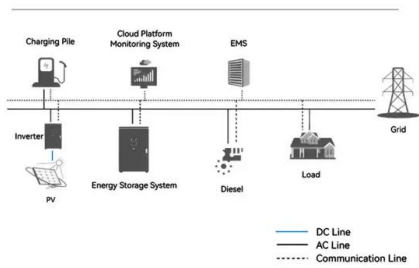 Charging Pile
Cloud Platform
Monitoring System
EMS
Grid
Inverter
PV
Energy Storage System
Diesel
Load
DC Line
AC Line
Communication Line